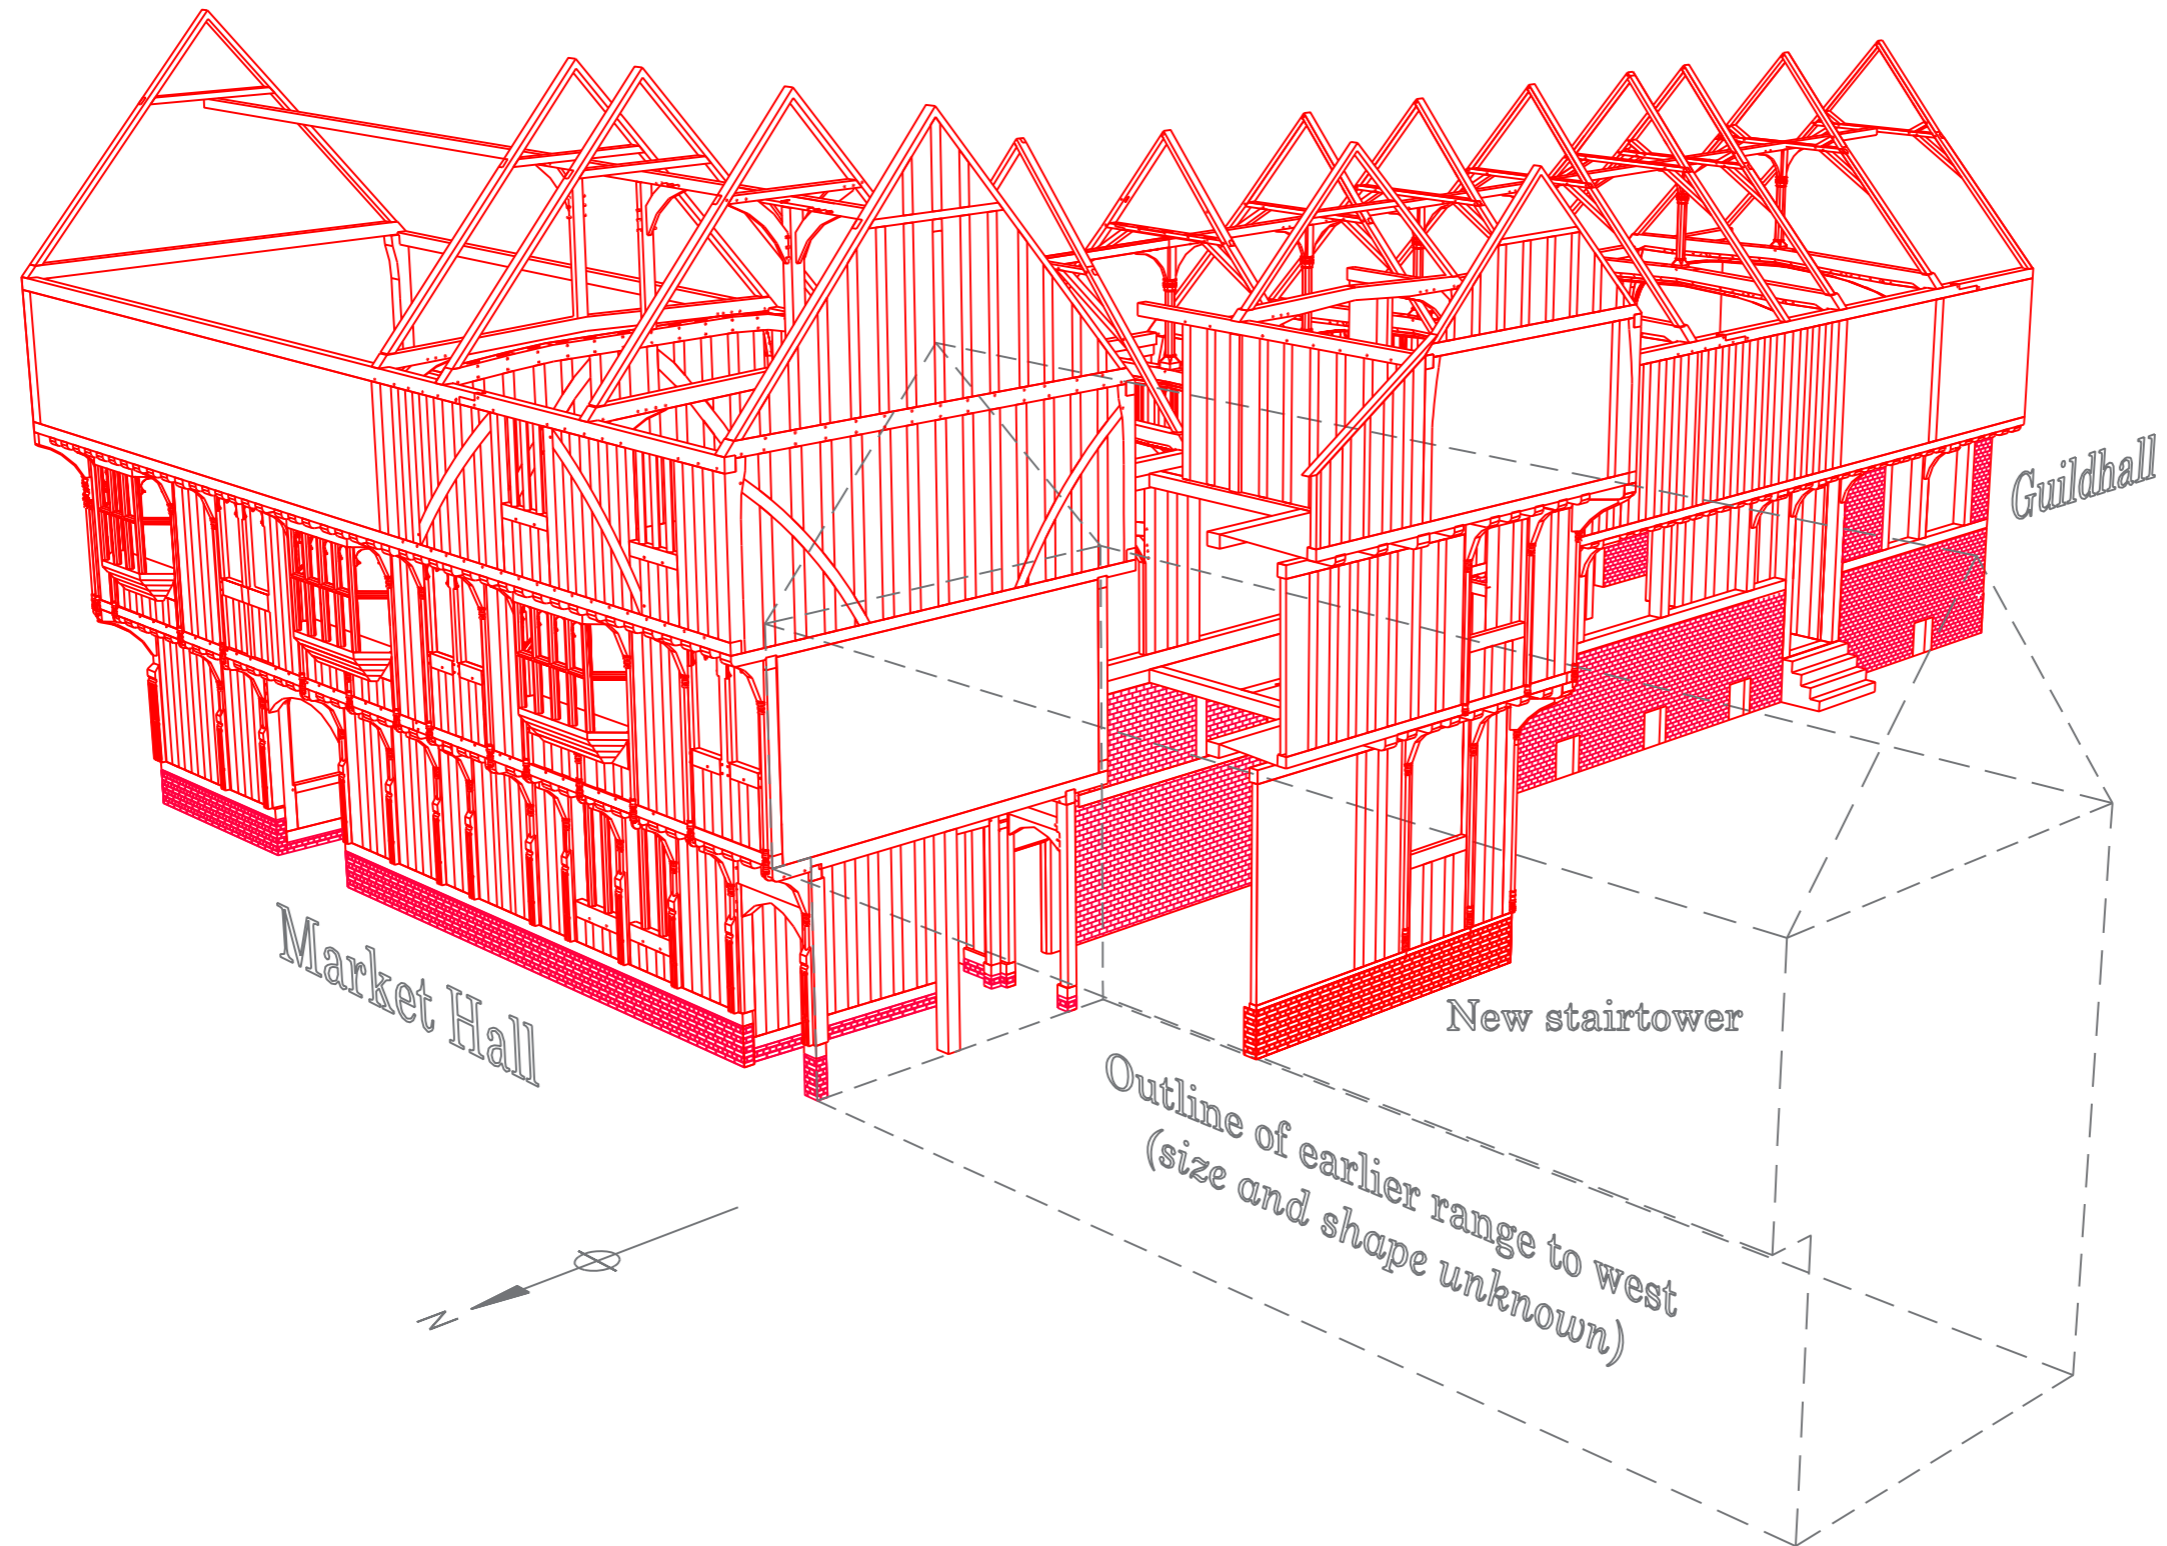 Guildhall
Market Hall
New stairtower
Outline of earlier range to west
(size and shape unknown)
N